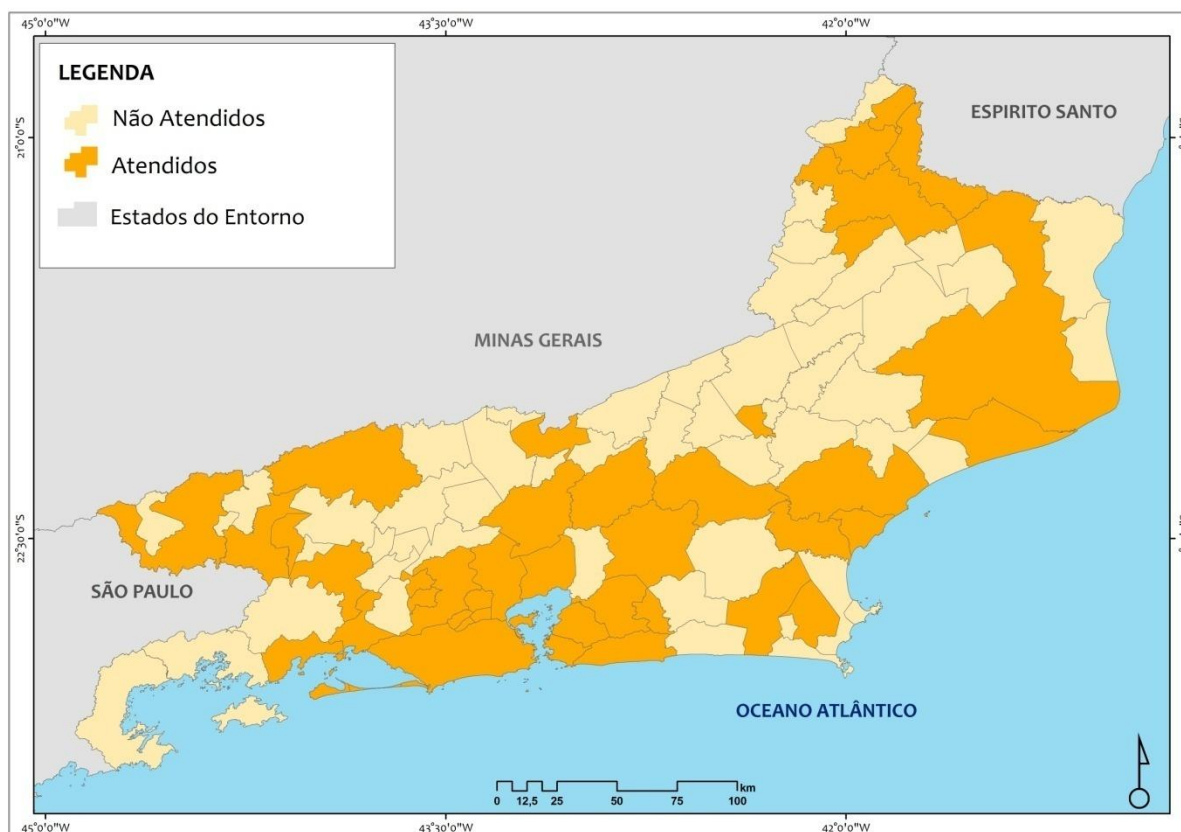 45°0'0"W
43°30'0"W
42°0'0"W
LEGENDA
Não Atendidos
Atendidos
Estados do Entorno
ESPIRITO SANTO
21°0'0"S
MINAS GERAIS
22°30'0"S
SÃO PAULO
OCEANO ATLÂNTICO
km
0 12,5 25 50 75 100
45°0'0"W
43°30'0"W
42°0'0"W